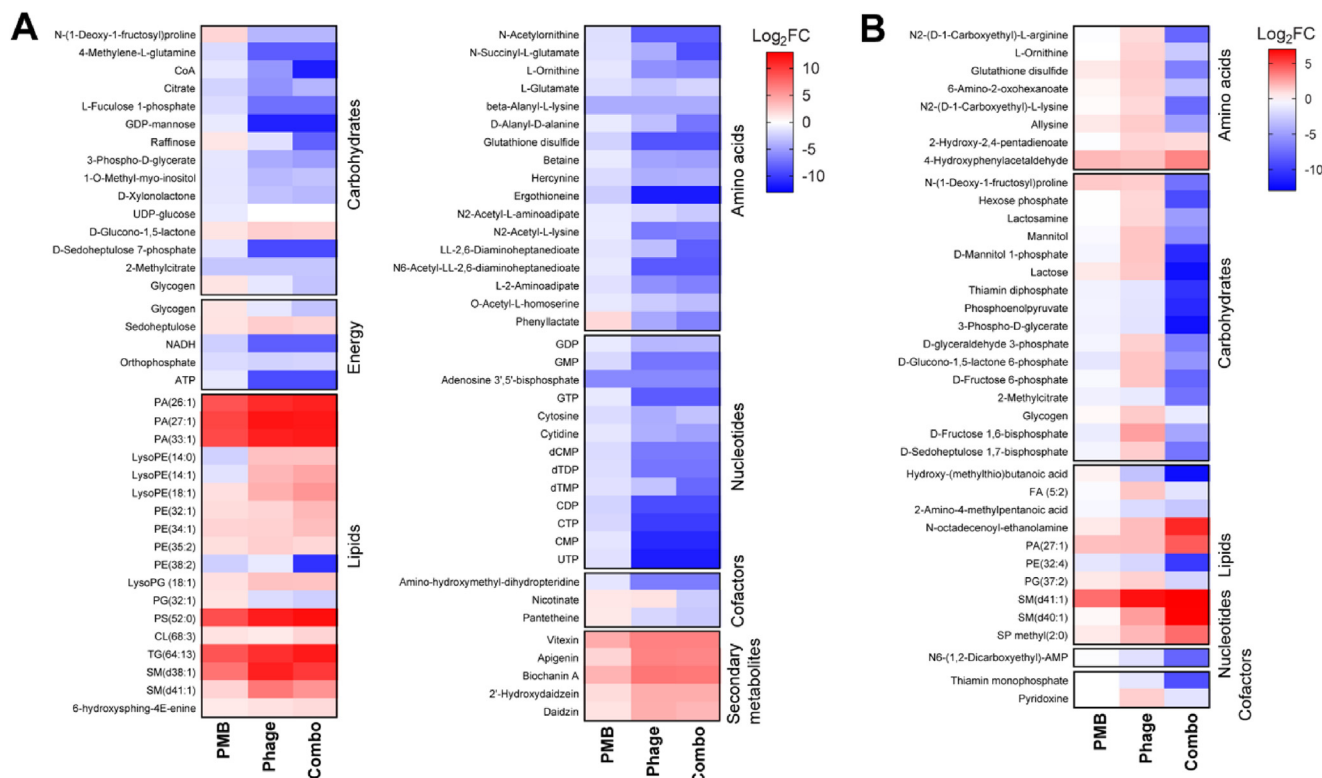 A
N-(1-Deoxy-1-fructosyl)proline
4-Methylene-L-glutamine
CoA
Citrate
L-Fuculose 1-phosphate
GDP-mannose
Raffinose
3-Phospho-D-glycerate
1-O-Methyl-myo-inositol
D-Xylonolactone
UDP-glucose
D-Glucono-1,5-lactone
D-Sedoheptulose 7-phosphate
2-Methylcitrate
Glycogen
Carbohydrates
Glycogen
Sedoheptulose
NADH
Orthophosphate
ATP
Energy
PA(26:1)
PA(27:1)
PA(33:1)
LysoPE(14:0)
LysoPE(14:1)
LysoPE(18:1)
PE(32:1)
PE(34:1)
PE(35:2)
PE(38:2)
LysoPG (18:1)
PG(32:1)
PS(52:0)
CL(68:3)
TG(64:13)
SM(d38:1)
SM(d41:1)
6-hydroxysphing-4E-enine
Lipids
PMB
Phage
Combo
N-Acetylornithine
N-Succinyl-L-glutamate
L-Ornithine
L-Glutamate
beta-Alanyl-L-lysine
D-Alanyl-D-alanine
Glutathione disulfide
Betaine
Hercynine
Ergothioneine
N2-Acetyl-L-aminoadipate
N2-Acetyl-L-lysine
LL-2,6-Diaminoheptanedioate
N6-Acetyl-LL-2,6-diaminoheptanedioate
L-2-Aminoadipate
O-Acetyl-L-homoserine
Phenyllactate
Amino acids
GDP
GMP
Adenosine 3',5'-bisphosphate
GTP
Cytosine
Cytidine
dCMP
dTDP
dTMP
CDP
CTP
CMP
UTP
Nucleotides
Amino-hydroxymethyl-dihydropteridine
Nicotinate
Pantetheine
Cofactors
Vitexin
Apigenin
Biochanin A
2'-Hydroxydaidzein
Daidzin
Secondary
metabolites
PMB
Phage
Combo
Log2FC
10
5
0
-5
-10
B
N2-(D-1-Carboxyethyl)-L-arginine
L-Ornithine
Glutathione disulfide
6-Amino-2-oxohexanoate
N2-(D-1-Carboxyethyl)-L-lysine
Allysine
2-Hydroxy-2,4-pentadienoate
4-Hydroxyphenylacetaldehyde
Amino acids
N-(1-Deoxy-1-fructosyl)proline
Hexose phosphate
Lactosamine
Mannitol
D-Mannitol 1-phosphate
Lactose
Thiamin diphosphate
Phosphoenolpyruvate
3-Phospho-D-glycerate
D-glyceraldehyde 3-phosphate
D-Glucono-1,5-lactone 6-phosphate
D-Fructose 6-phosphate
2-Methylcitrate
Glycogen
D-Fructose 1,6-bisphosphate
D-Sedoheptulose 1,7-bisphosphate
Carbohydrates
Hydroxy-(methylthio)butanoic acid
FA (5:2)
2-Amino-4-methylpentanoic acid
N-octadecenoyl-ethanolamine
PA(27:1)
PE(32:4)
PG(37:2)
SM(d41:1)
SM(d40:1)
SP methyl(2:0)
Lipids
N6-(1,2-Dicarboxyethyl)-AMP
Nucleotides
Thiamin monophosphate
Pyridoxine
Cofactors
PMB
Phage
Combo
Log2FC
5
0
-5
-10